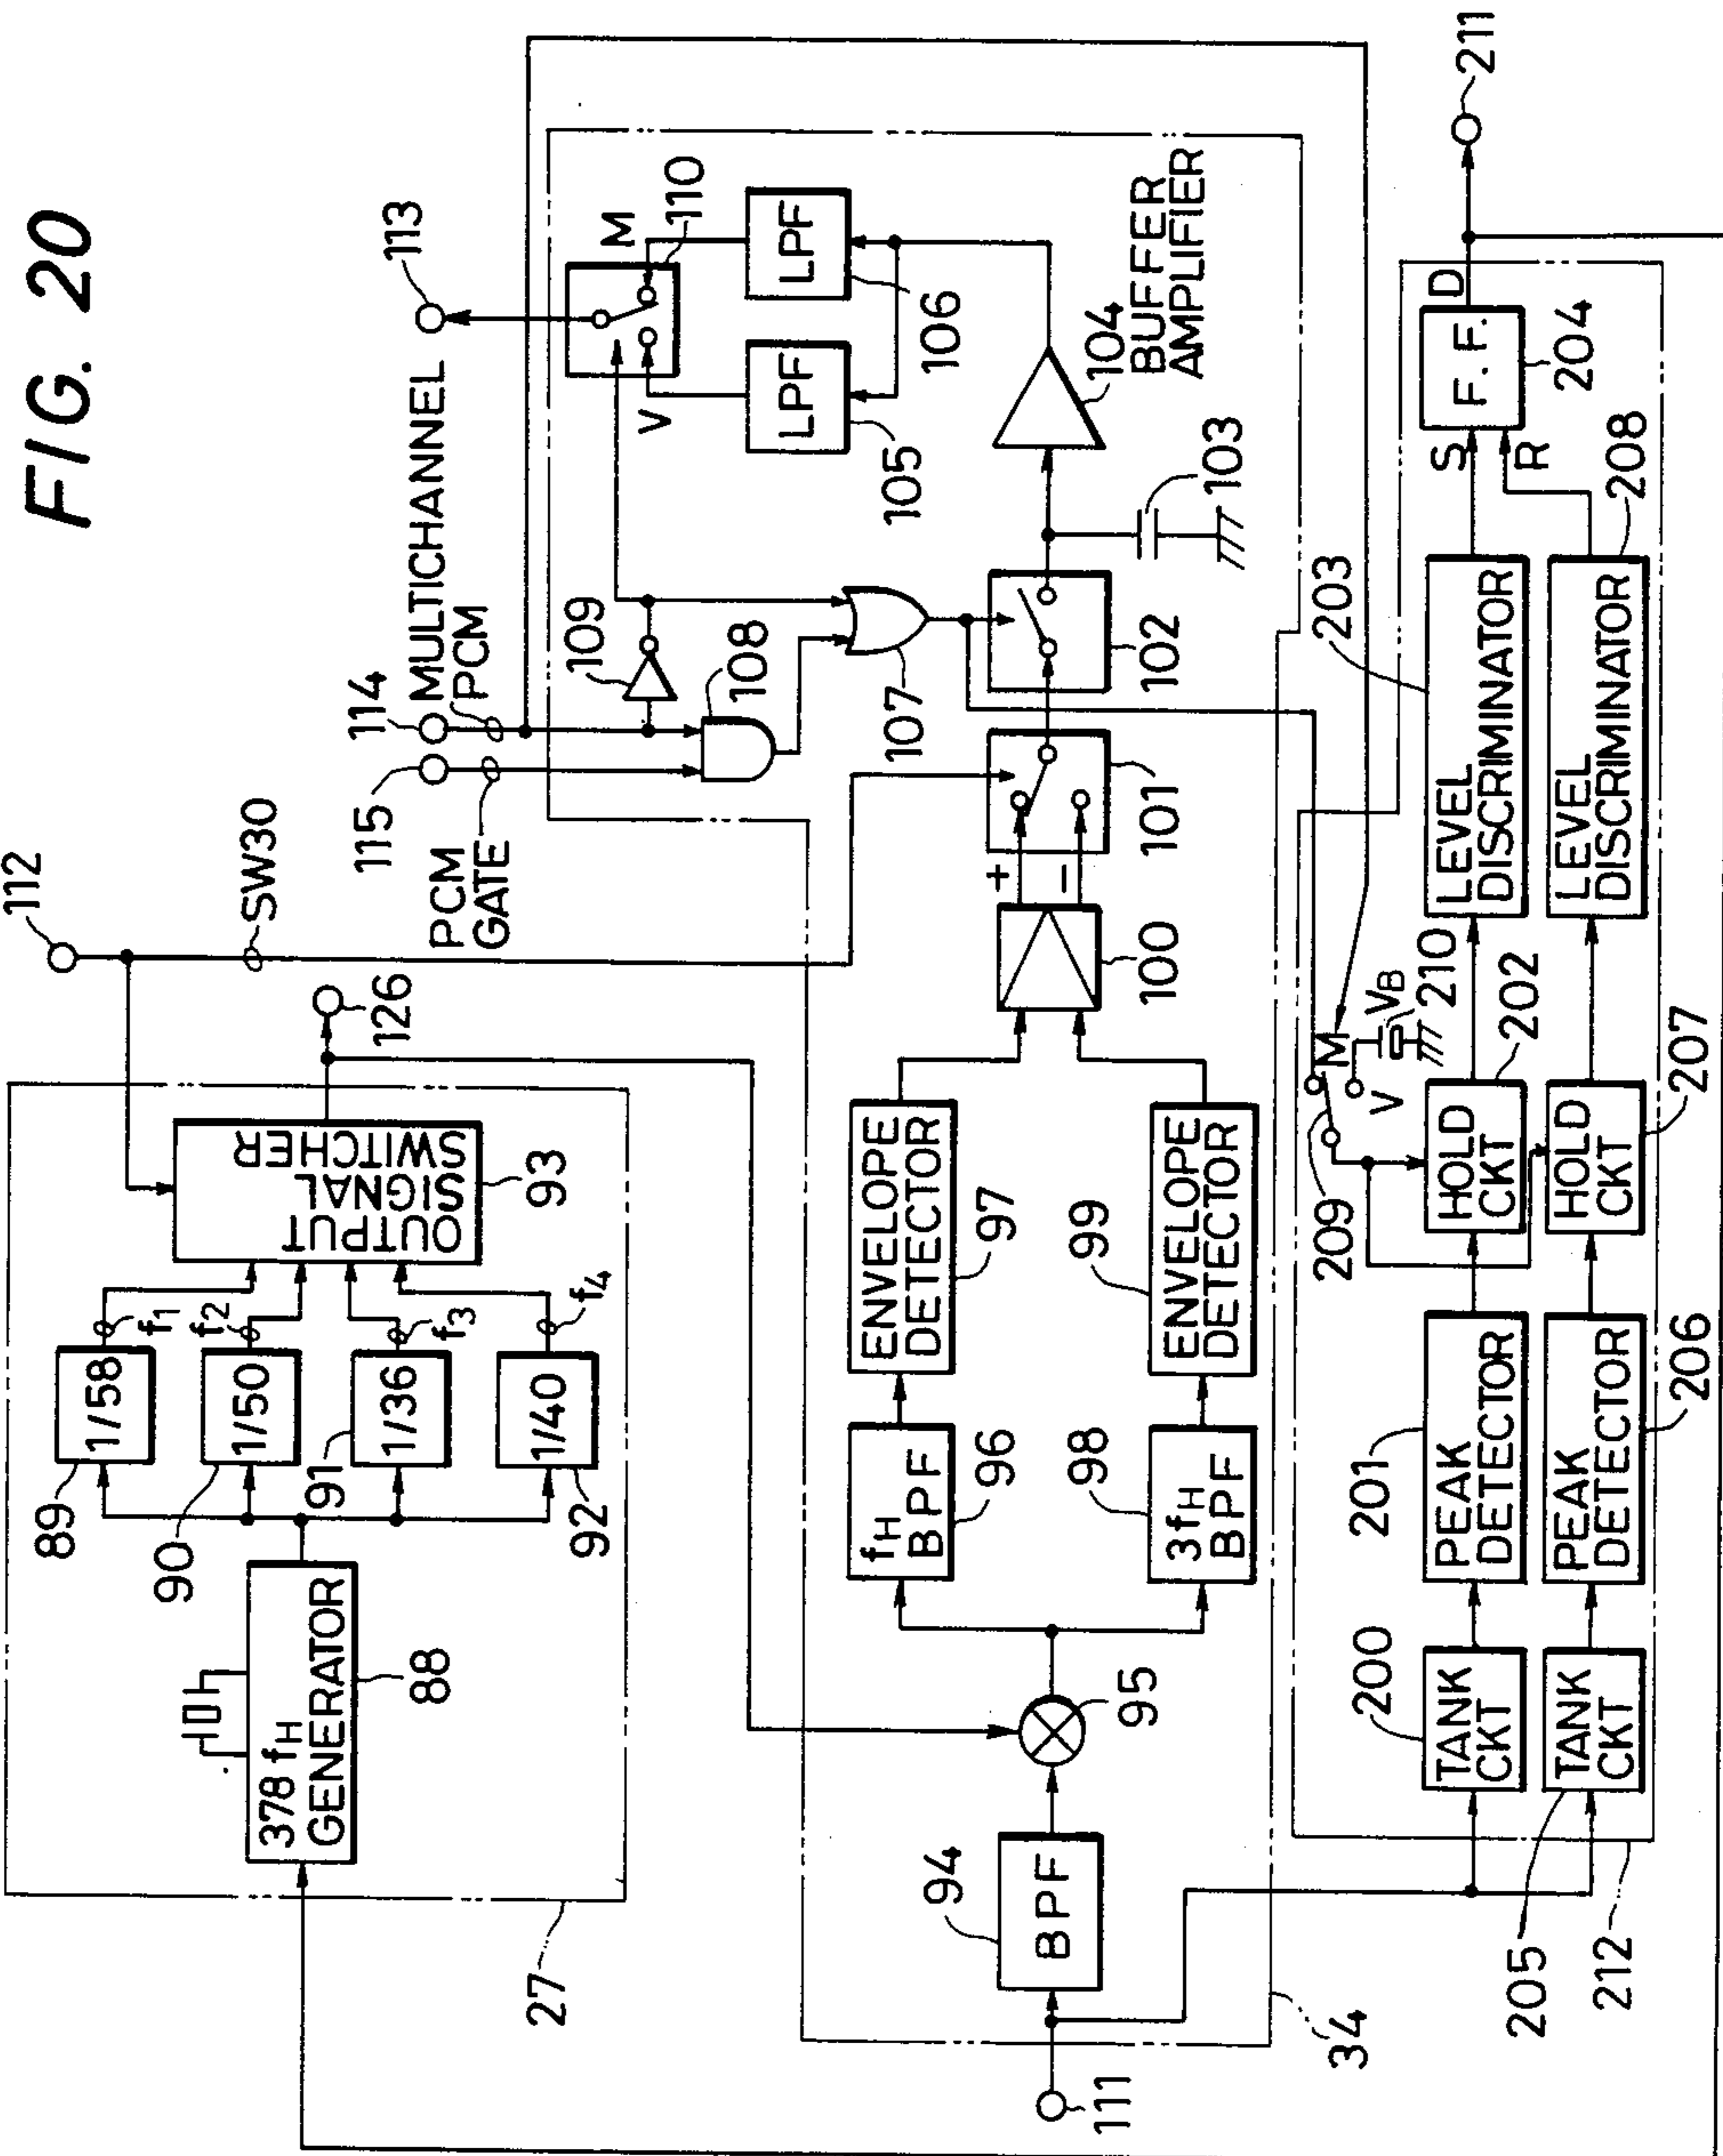 FIG. 20
112
SW30
126
113
114
MULTICHANNEL
PCM
115
PCM
GATE
211
89
1/58
f1
90
1/50
f2
91
1/36
f3
92
1/40
f4
378 fH
GENERATOR
88
OUTPUT
SIGNAL
SWITCHER
93
27
109
108
107
V
M
110
LPF
105
LPF
106
104
BUFFER
AMPLIFIER
103
102
101
+
−
100
111
94
BPF
95
fH
BPF
96
ENVELOPE
DETECTOR
97
3fH
BPF
98
ENVELOPE
DETECTOR
99
34
209
M
V
VB
210
200
TANK
CKT
201
PEAK
DETECTOR
HOLD
CKT
202
203
LEVEL
DISCRIMINATOR
S
R
F.F.
D
204
205
TANK
CKT
PEAK
DETECTOR
206
HOLD
CKT
207
LEVEL
DISCRIMINATOR
208
212